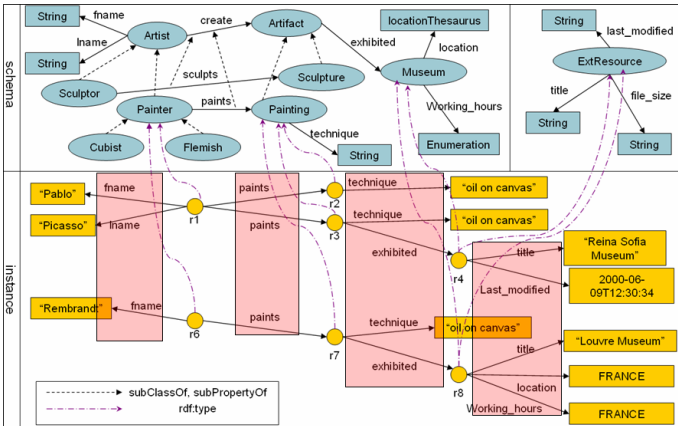 schema
String
fname
lname
String
Artist
create
Artifact
exhibited
locationThesaurus
location
Museum
Working_hours
Enumeration
String
last_modified
ExtResource
title
file_size
String
String
Sculptor
sculpts
Sculpture
Painter
paints
Painting
technique
String
Cubist
Flemish
instance
"Pablo"
fname
"Picasso"
lname
r1
paints
paints
r2
r3
technique
"oil on canvas"
technique
"oil on canvas"
exhibited
r4
title
"Reina Sofia
Museum"
Last_modified
2000-06-
09T12:30:34
"Rembrandt"
fname
r6
paints
r7
technique
"oil on canvas"
exhibited
r8
title
"Louvre Museum"
location
FRANCE
Working_hours
FRANCE
subClassOf, subPropertyOf
rdf:type